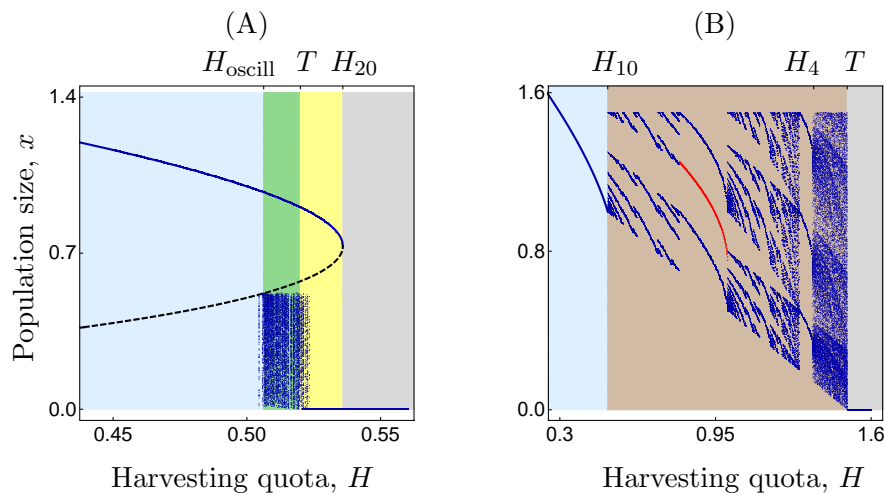 (A)
H_oscill T H_20
Population size, x
1.4
0.7
0.0
0.45 0.50 0.55
Harvesting quota, H
(B)
H_10 H_4 T
1.6
0.8
0.0
0.3 0.95 1.6
Harvesting quota, H